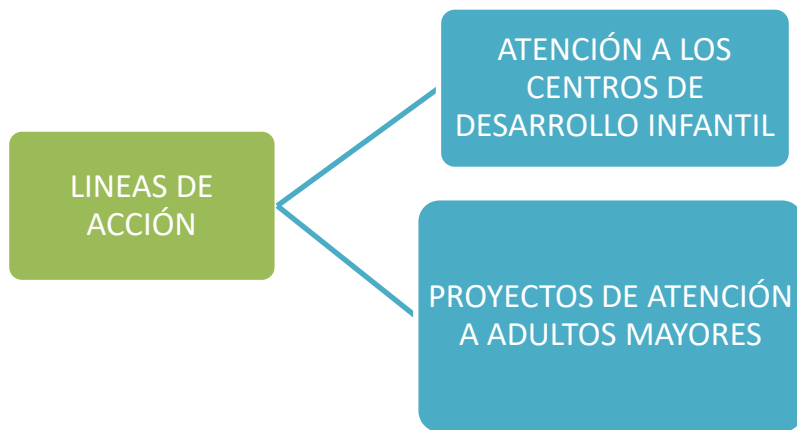 LINEAS DE
ACCIÓN
ATENCIÓN A LOS
CENTROS DE
DESARROLLO INFANTIL
PROYECTOS DE ATENCIÓN
A ADULTOS MAYORES